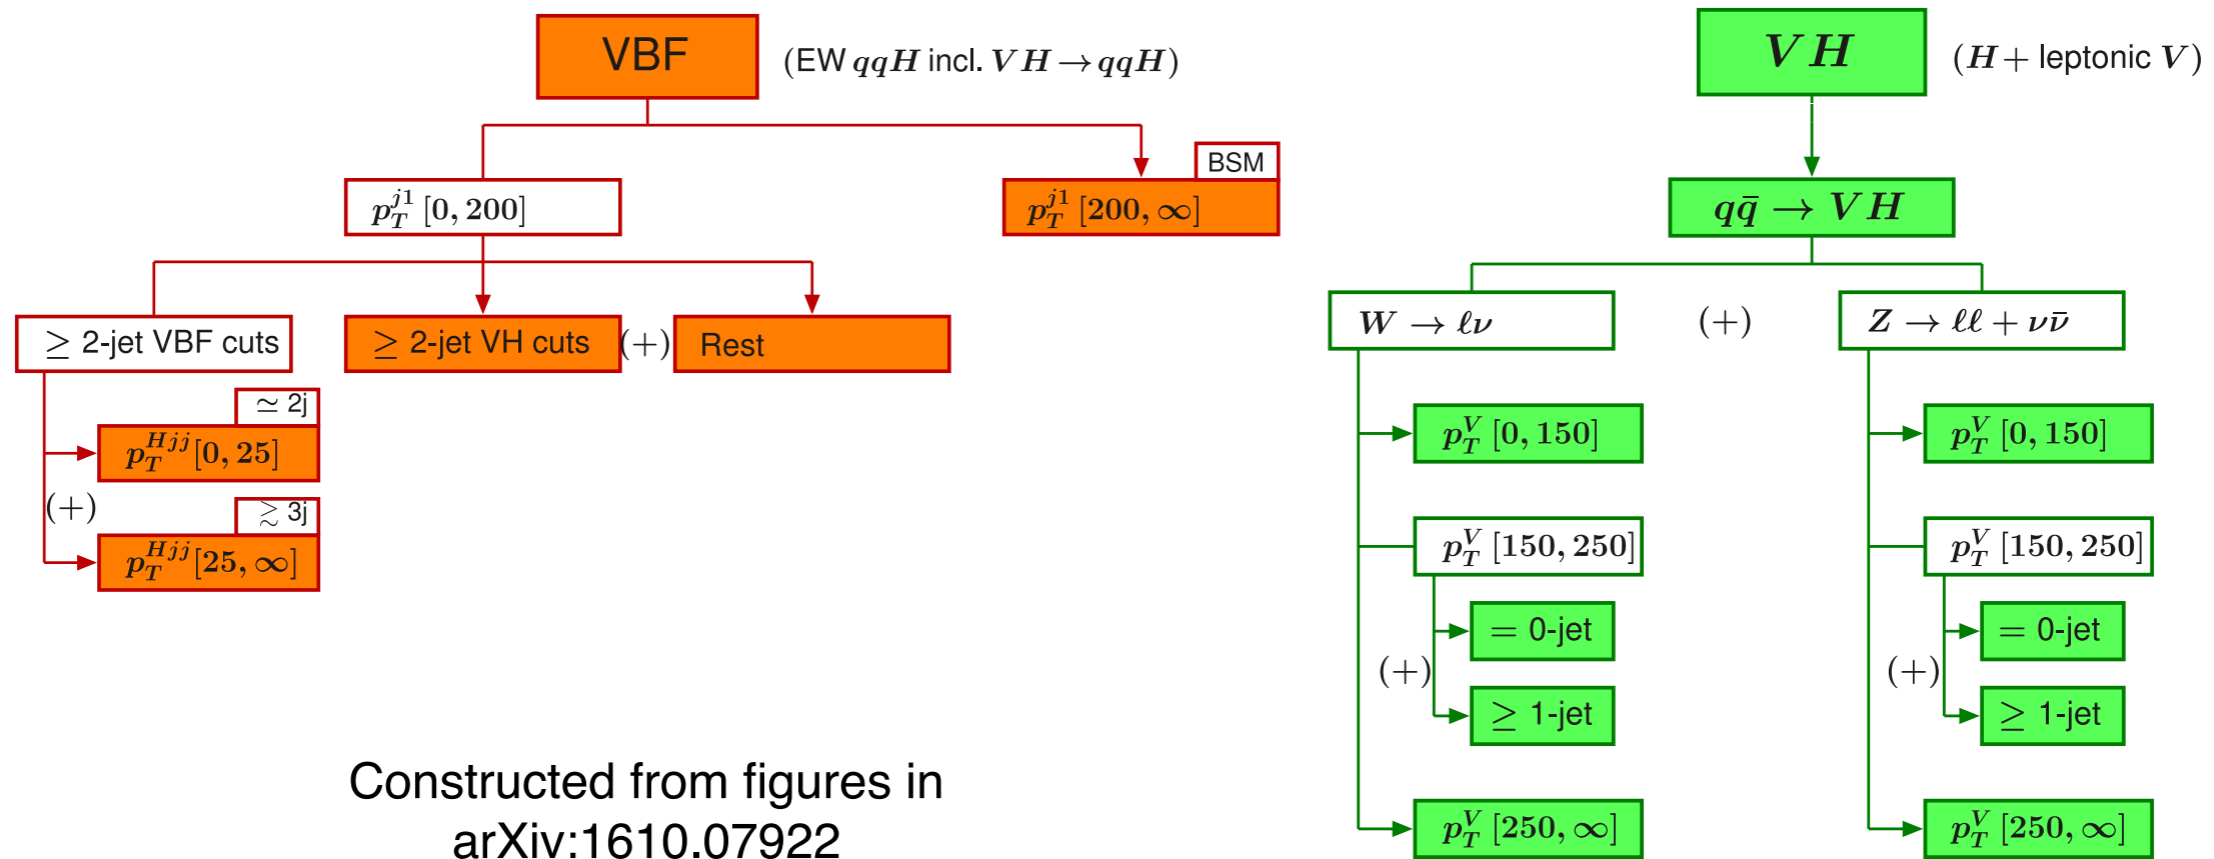 VBF
(EW qqH incl. VH → qqH)
BSM
p_T^{j1} [0, 200]
p_T^{j1} [200, ∞]
≥ 2-jet VBF cuts
≥ 2-jet VH cuts
(+)
Rest
≃ 2j
p_T^{Hjj} [0, 25]
(+)
≳ 3j
p_T^{Hjj} [25, ∞]
Constructed from figures in
arXiv:1610.07922
VH
(H + leptonic V)
qq̄ → VH
W → ℓν
(+)
Z → ℓℓ + νν̄
p_T^V [0, 150]
p_T^V [150, 250]
= 0-jet
(+)
≥ 1-jet
p_T^V [250, ∞]
p_T^V [0, 150]
p_T^V [150, 250]
= 0-jet
(+)
≥ 1-jet
p_T^V [250, ∞]